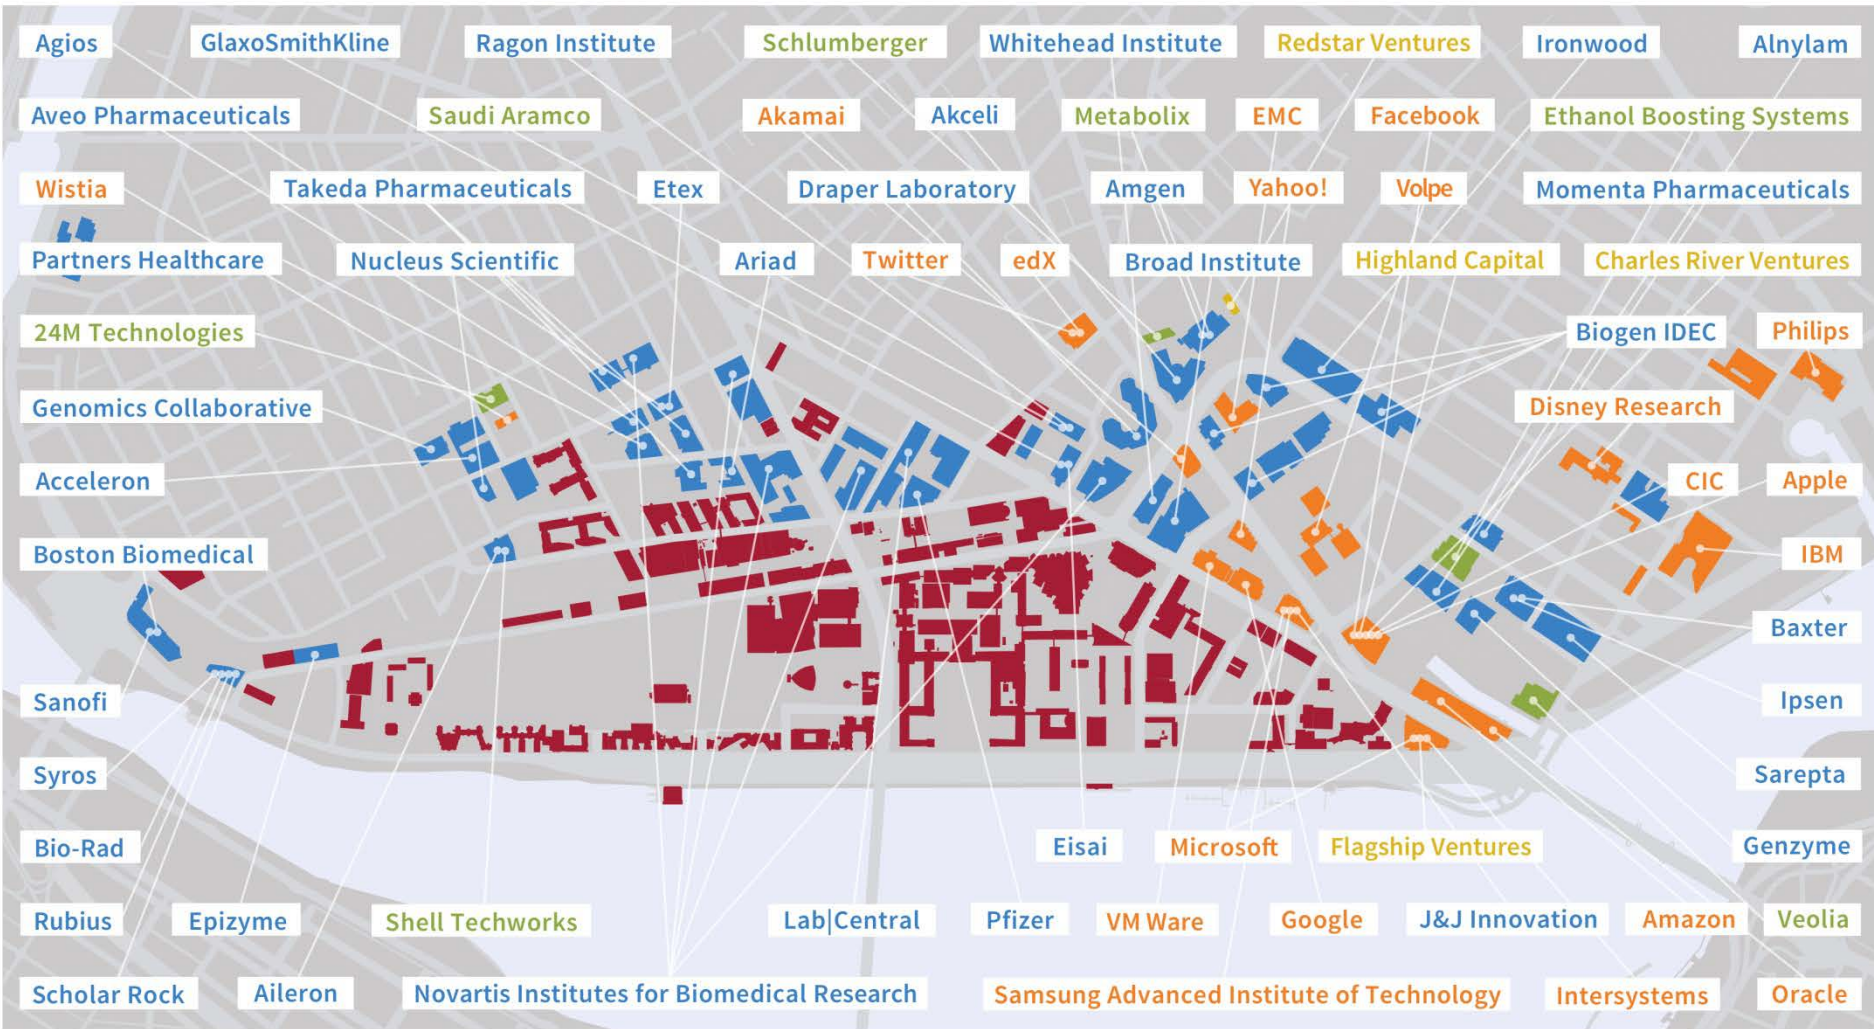 Agios
GlaxoSmithKline
Ragon Institute
Schlumberger
Whitehead Institute
Redstar Ventures
Ironwood
Alnylam
Aveo Pharmaceuticals
Saudi Aramco
Akamai
Akceli
Metabolix
EMC
Facebook
Ethanol Boosting Systems
Wistia
Takeda Pharmaceuticals
Etex
Draper Laboratory
Amgen
Yahoo!
Volpe
Momenta Pharmaceuticals
Partners Healthcare
Nucleus Scientific
Ariad
Twitter
edX
Broad Institute
Highland Capital
Charles River Ventures
24M Technologies
Biogen IDEC
Philips
Genomics Collaborative
Disney Research
Acceleron
CIC
Apple
Boston Biomedical
IBM
Baxter
Sanofi
Ipsen
Syros
Sarepta
Bio-Rad
Eisai
Microsoft
Flagship Ventures
Genzyme
Rubius
Epizyme
Shell Techworks
Lab|Central
Pfizer
VM Ware
Google
J&J Innovation
Amazon
Veolia
Scholar Rock
Aileron
Novartis Institutes for Biomedical Research
Samsung Advanced Institute of Technology
Intersystems
Oracle